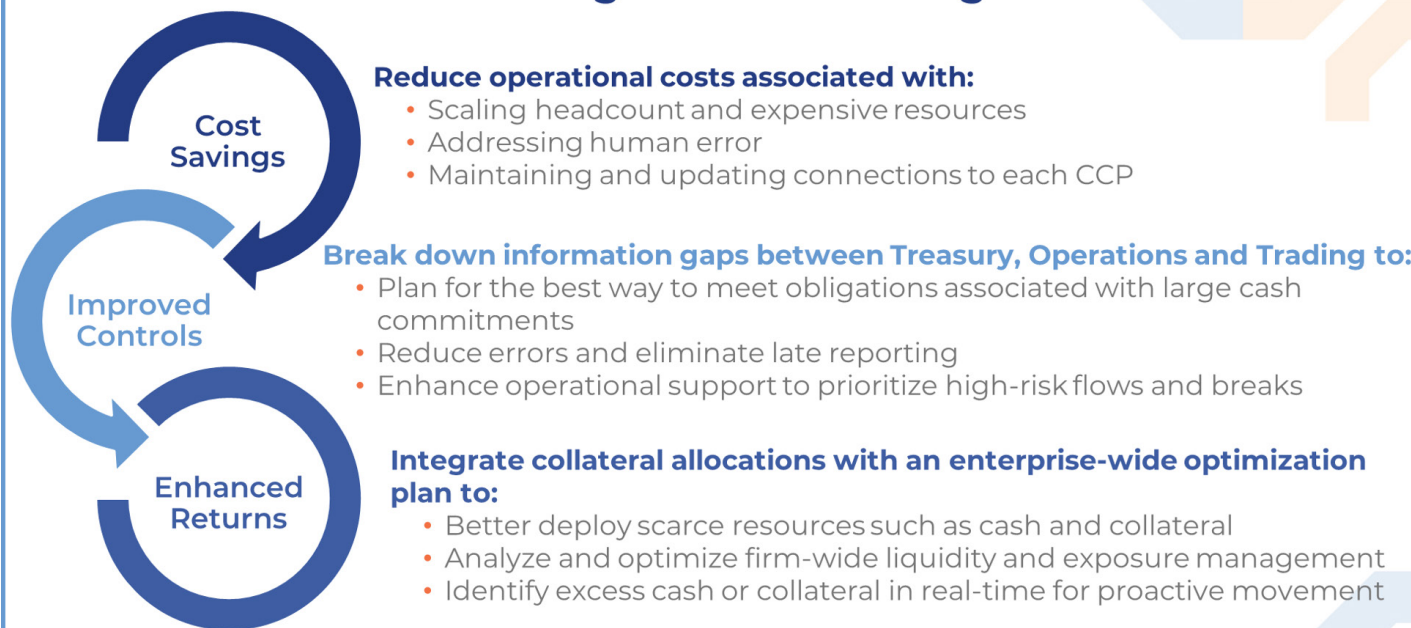 Cost
Savings
Reduce operational costs associated with:
• Scaling headcount and expensive resources
• Addressing human error
• Maintaining and updating connections to each CCP
Improved
Controls
Break down information gaps between Treasury, Operations and Trading to:
• Plan for the best way to meet obligations associated with large cash
commitments
• Reduce errors and eliminate late reporting
• Enhance operational support to prioritize high-risk flows and breaks
Enhanced
Returns
Integrate collateral allocations with an enterprise-wide optimization
plan to:
• Better deploy scarce resources such as cash and collateral
• Analyze and optimize firm-wide liquidity and exposure management
• Identify excess cash or collateral in real-time for proactive movement